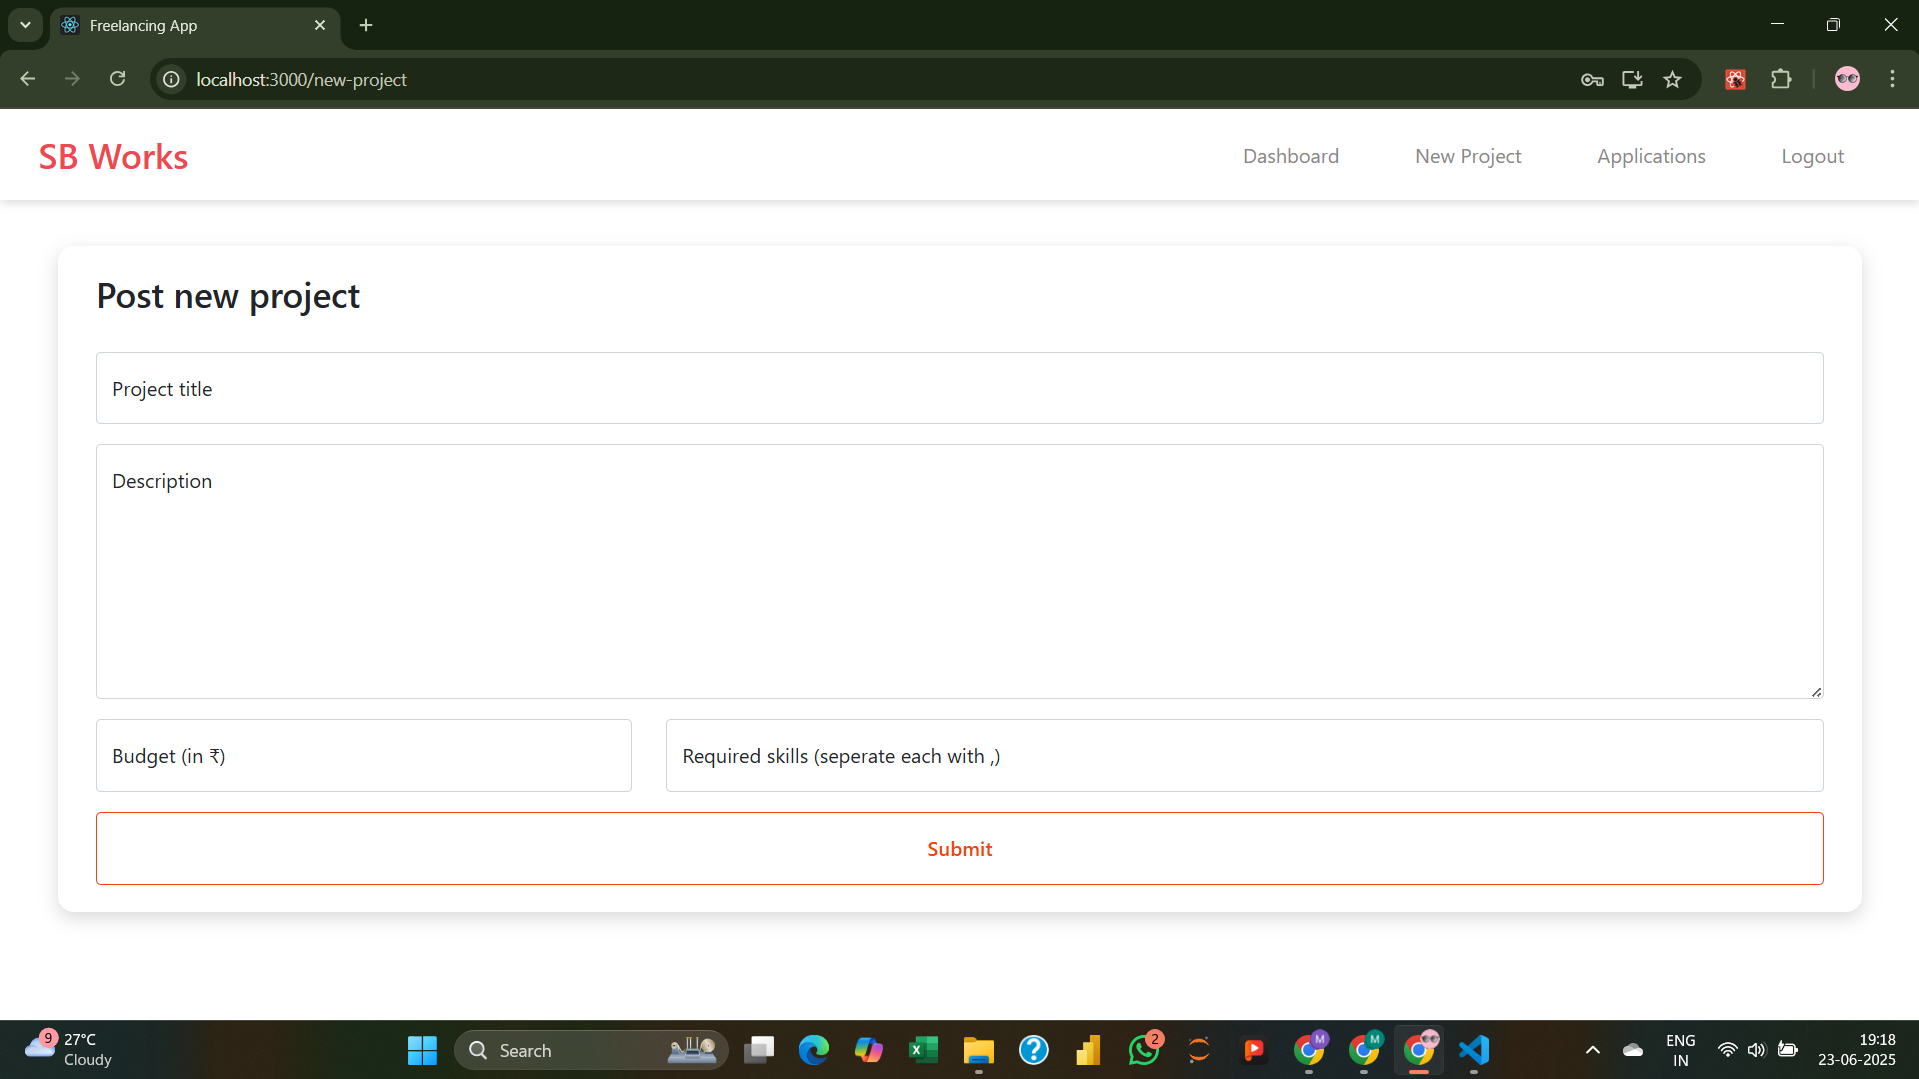 Freelancing App
localhost:3000/new-project
SB Works
Dashboard
New Project
Applications
Logout
Post new project
Project title
Description
Budget (in ₹)
Required skills (seperate each with ,)
Submit
9
27°C
Cloudy
Search
2
M
M
ENG
IN
19:18
23-06-2025